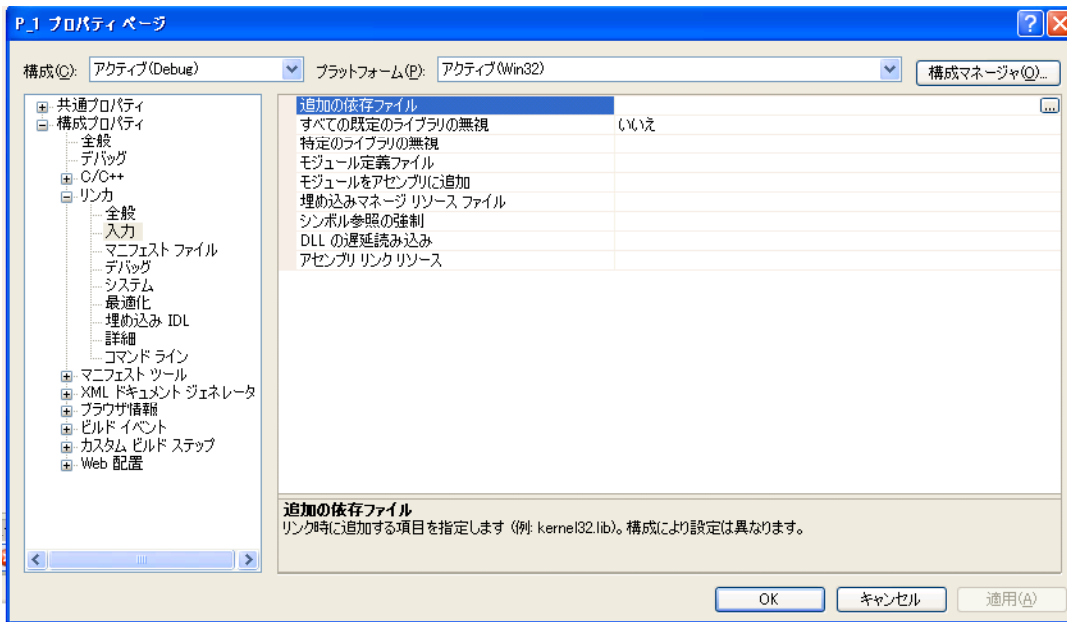 P_1 プロパティ ページ
構成(C): アクティブ(Debug) プラットフォーム(P): アクティブ(Win32) 構成マネージャ(O)...
共通プロパティ
構成プロパティ
全般
デバッグ
C/C++
リンカ
全般
入力
マニフェスト ファイル
デバッグ
システム
最適化
埋め込み IDL
詳細
コマンド ライン
マニフェスト ツール
XML ドキュメント ジェネレータ
ブラウザ情報
ビルド イベント
カスタム ビルド ステップ
Web 配置
追加の依存ファイル ...
すべての既定のライブラリの無視 いいえ
特定のライブラリの無視
モジュール定義ファイル
モジュールをアセンブリに追加
埋め込みマネージ リソース ファイル
シンボル参照の強制
DLL の遅延読み込み
アセンブリ リンク リソース
追加の依存ファイル
リンク時に追加する項目を指定します (例: kernel32.lib)。構成により設定は異なります。
OK キャンセル 適用(A)